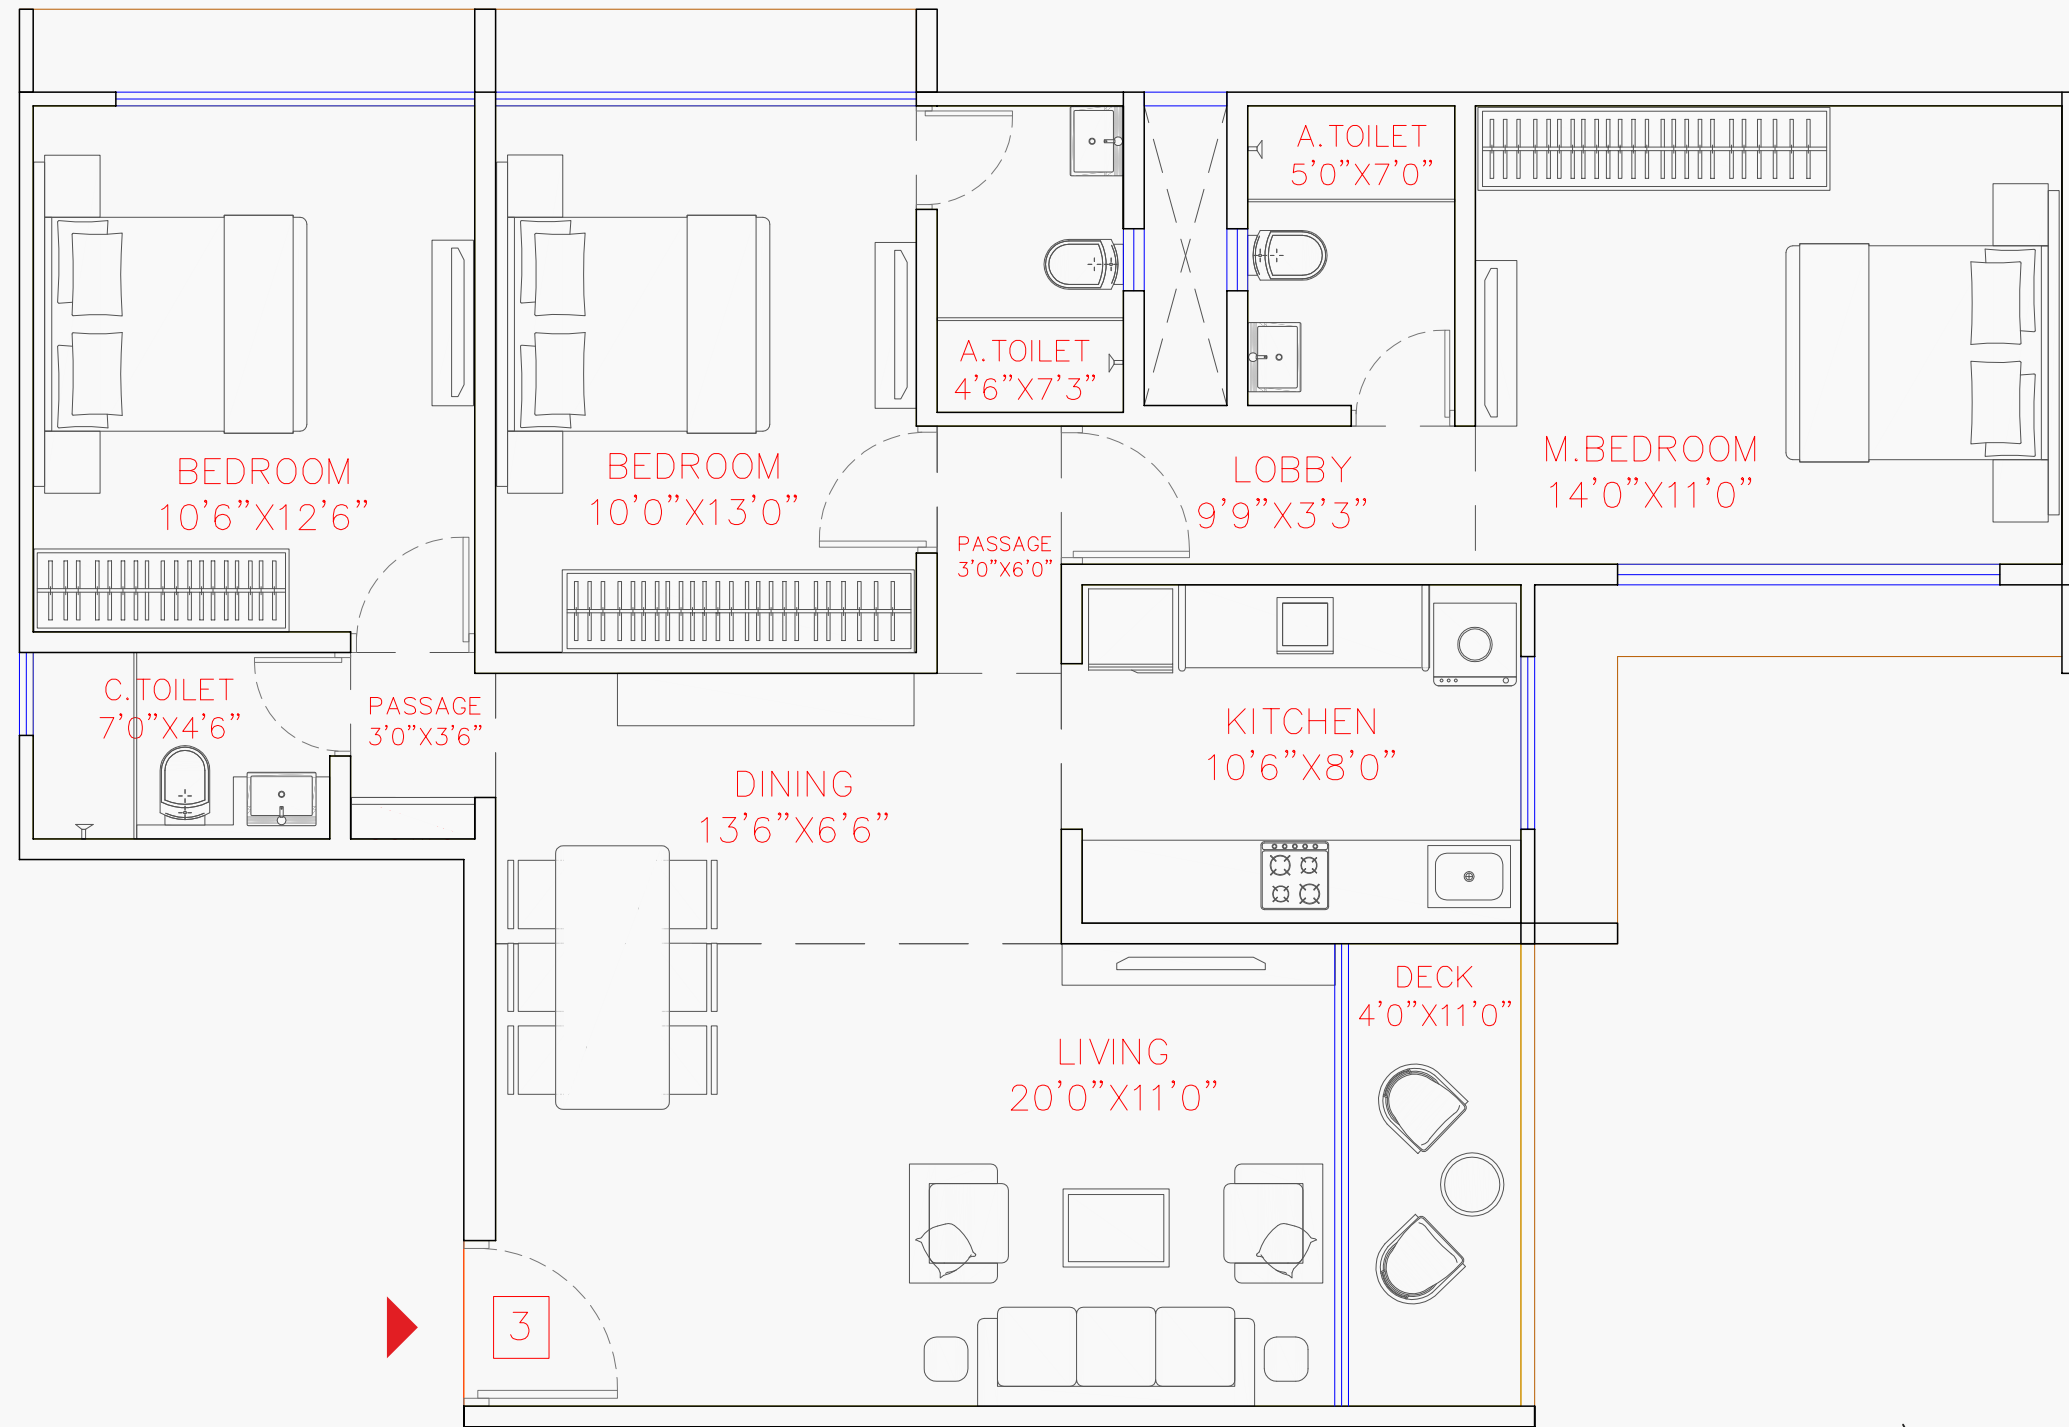 A.TOILET
5'0"X7'0"
A.TOILET
4'6"X7'3"
BEDROOM
10'6"X12'6"
BEDROOM
10'0"X13'0"
LOBBY
9'9"X3'3"
M.BEDROOM
14'0"X11'0"
PASSAGE
3'0"X6'0"
C.TOILET
7'0"X4'6"
PASSAGE
3'0"X3'6"
KITCHEN
10'6"X8'0"
DINING
13'6"X6'6"
DECK
4'0"X11'0"
LIVING
20'0"X11'0"
3